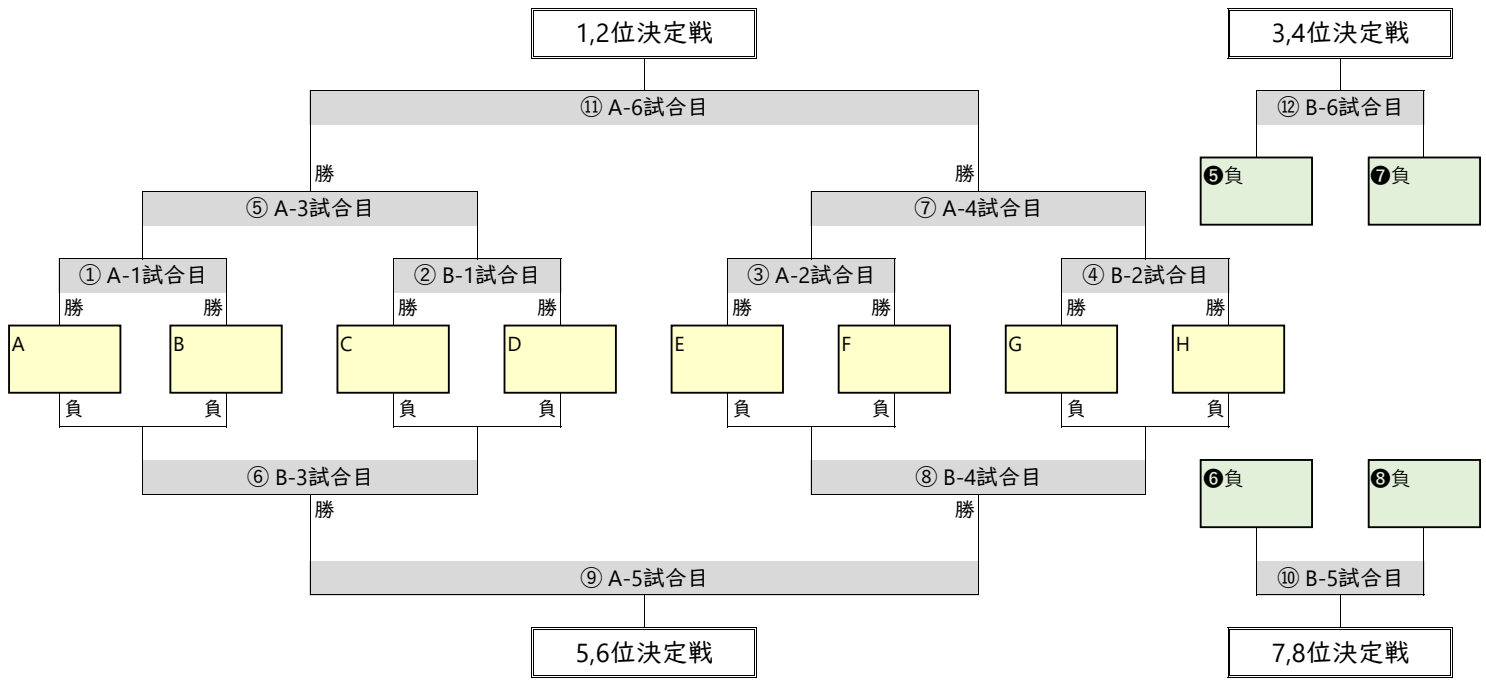 1,2位決定戦
3,4位決定戦
⑪ A-6試合目
⑫ B-6試合目
勝
勝
❺負
❼負
⑤ A-3試合目
⑦ A-4試合目
① A-1試合目
② B-1試合目
③ A-2試合目
④ B-2試合目
勝
勝
勝
勝
勝
勝
勝
勝
A
B
C
D
E
F
G
H
負
負
負
負
負
負
負
負
⑥ B-3試合目
⑧ B-4試合目
❻負
❽負
勝
勝
⑨ A-5試合目
⑩ B-5試合目
5,6位決定戦
7,8位決定戦